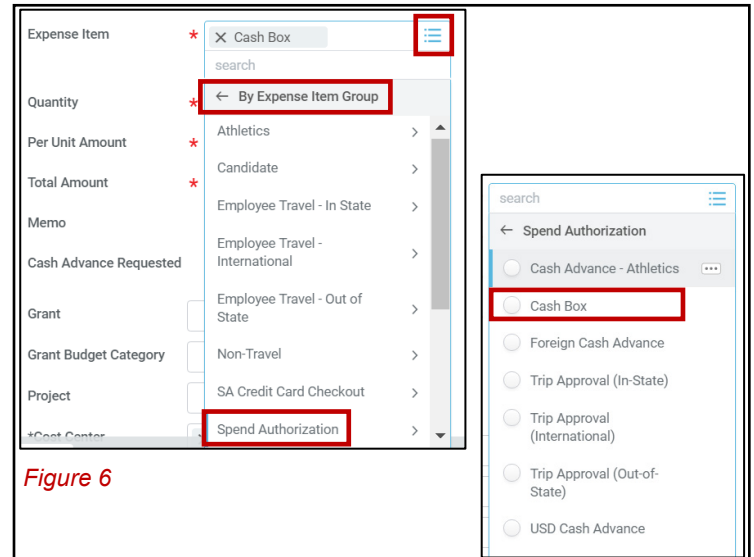 Expense Item *
× Cash Box
search
← By Expense Item Group
Quantity *
Athletics
Per Unit Amount *
Candidate
Total Amount *
Employee Travel - In State
Memo
Employee Travel -
International
Cash Advance Requested
Employee Travel - Out of
State
Grant
Grant Budget Category
Non-Travel
Project
SA Credit Card Checkout
*Cost Center
Spend Authorization
Figure 6
search
← Spend Authorization
Cash Advance - Athletics
Cash Box
Foreign Cash Advance
Trip Approval (In-State)
Trip Approval
(International)
Trip Approval (Out-of-
State)
USD Cash Advance